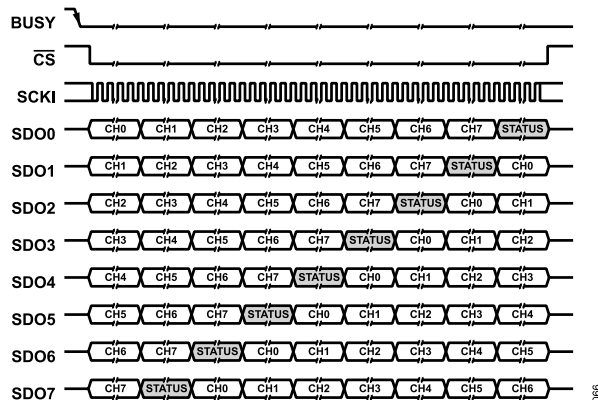 BUSY
CS
SCKI
SDO0 CH0 CH1 CH2 CH3 CH4 CH5 CH6 CH7 STATUS
SDO1 CH1 CH2 CH3 CH4 CH5 CH6 CH7 STATUS CH0
SDO2 CH2 CH3 CH4 CH5 CH6 CH7 STATUS CH0 CH1
SDO3 CH3 CH4 CH5 CH6 CH7 STATUS CH0 CH1 CH2
SDO4 CH4 CH5 CH6 CH7 STATUS CH0 CH1 CH2 CH3
SDO5 CH5 CH6 CH7 STATUS CH0 CH1 CH2 CH3 CH4
SDO6 CH6 CH7 STATUS CH0 CH1 CH2 CH3 CH4 CH5
SDO7 CH7 STATUS CH0 CH1 CH2 CH3 CH4 CH5 CH6